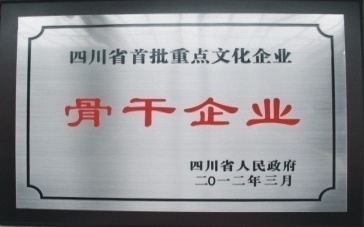 四川省首批重点文化企业
骨干企业
四川省人民政府
二〇一二年三月